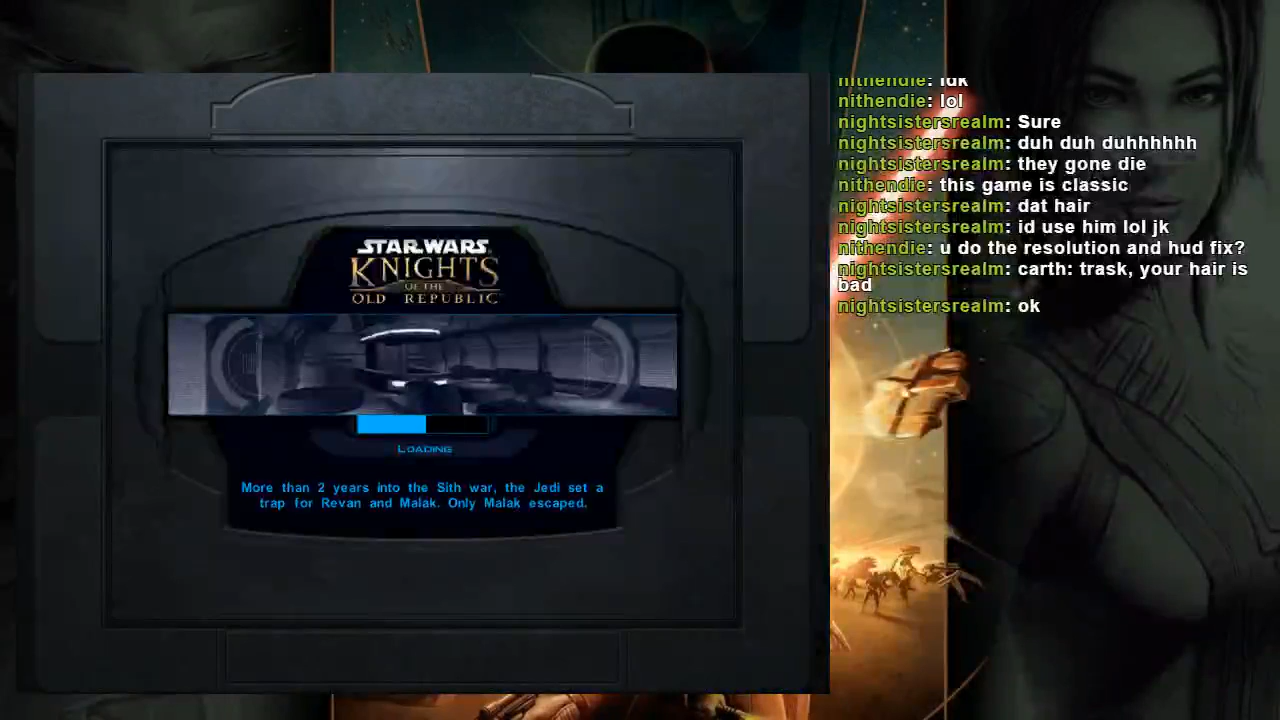 STAR WARS
KNIGHTS
OF THE
OLD REPUBLIC
LOADING
More than 2 years into the Sith war, the Jedi set a
trap for Revan and Malak. Only Malak escaped.
nithendie: idk
nithendie: lol
nightsistersrealm: Sure
nightsistersrealm: duh duh duhhhhhh
nightsistersrealm: they gone die
nithendie: this game is classic
nightsistersrealm: dat hair
nightsistersrealm: id use him lol jk
nithendie: u do the resolution and hud fix?
nightsistersrealm: carth: trask, your hair is
bad
nightsistersrealm: ok